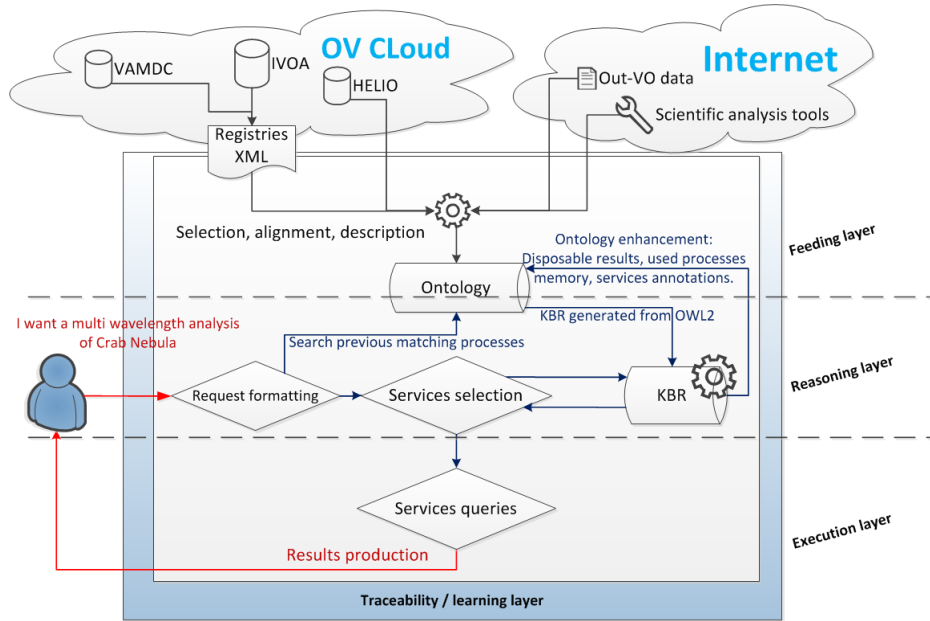 OV CLoud
Internet
VAMDC
IVOA
HELIO
Out-VO data
Scientific analysis tools
Registries
XML
Selection, alignment, description
Ontology enhancement:
Disposable results, used processes
memory, services annotations.
Feeding layer
Ontology
KBR generated from OWL2
I want a multi wavelength analysis
of Crab Nebula
Search previous matching processes
Request formatting
Services selection
KBR
Reasoning layer
Services queries
Execution layer
Results production
Traceability / learning layer